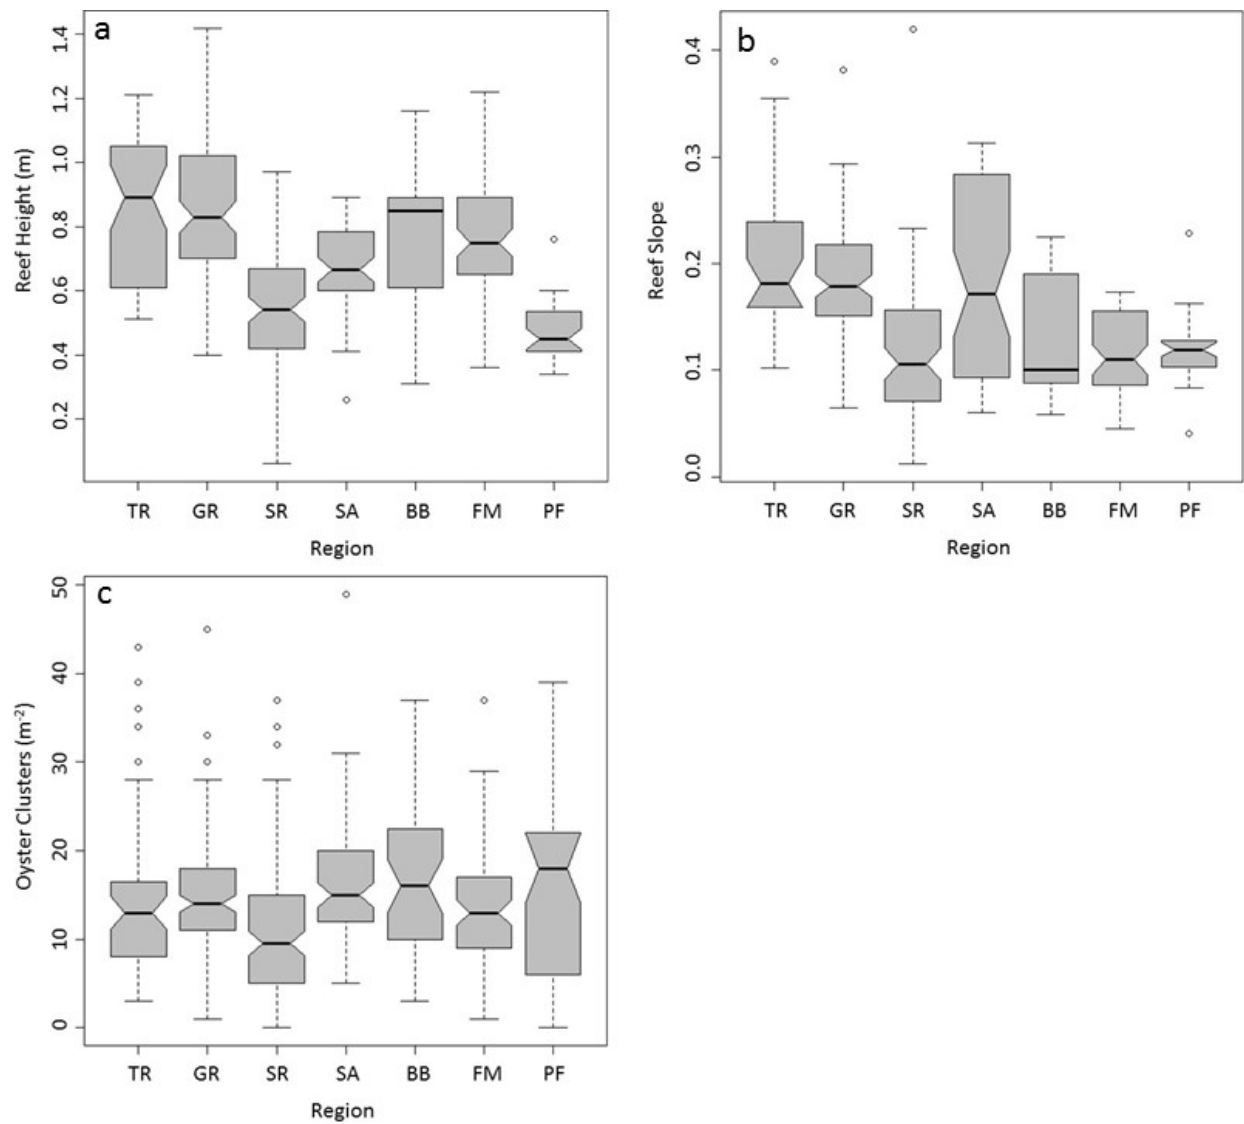 a
Reef Height (m)
1.4
1.2
1.0
0.8
0.6
0.4
0.2
TR GR SR SA BB FM PF
Region
b
Reef Slope
0.4
0.3
0.2
0.1
0.0
TR GR SR SA BB FM PF
Region
c
Oyster Clusters (m⁻²)
50
40
30
20
10
0
TR GR SR SA BB FM PF
Region